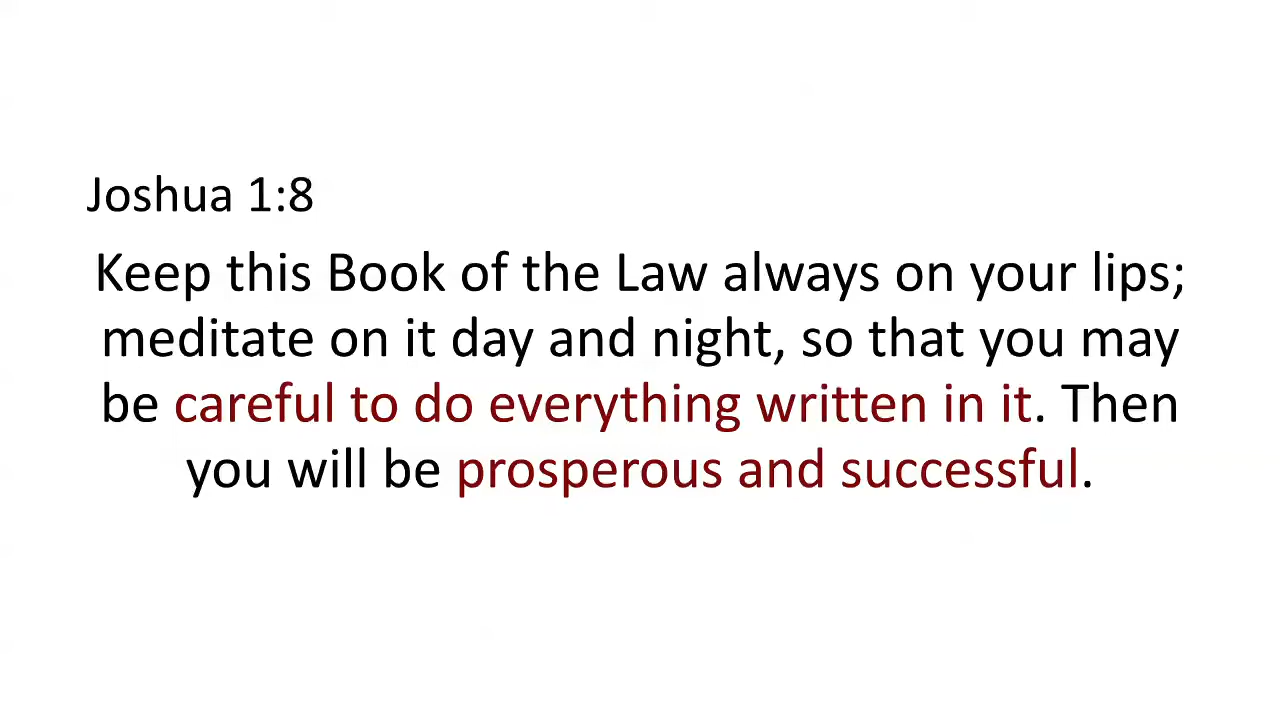 Joshua 1:8
Keep this Book of the Law always on your lips;
meditate on it day and night, so that you may
be careful to do everything written in it. Then
you will be prosperous and successful.